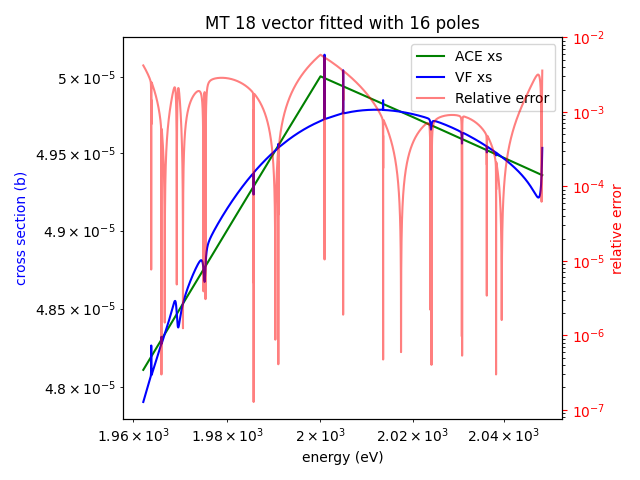 MT 18 vector fitted with 16 poles
ACE xs
VF xs
Relative error
cross section (b)
5 × 10⁻⁵
4.95 × 10⁻⁵
4.9 × 10⁻⁵
4.85 × 10⁻⁵
4.8 × 10⁻⁵
10⁻²
10⁻³
10⁻⁴
10⁻⁵
10⁻⁶
10⁻⁷
relative error
1.96 × 10³ 1.98 × 10³ 2 × 10³ 2.02 × 10³ 2.04 × 10³
energy (eV)